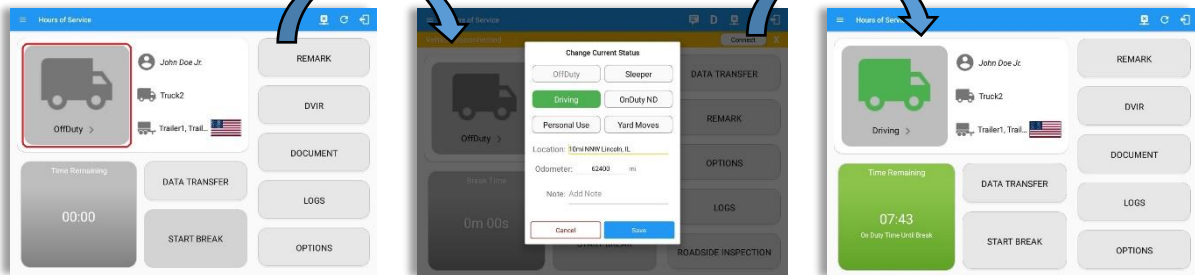 Hours of Service
John Doe Jr.
Truck2
Trailer1, Trail...
OffDuty >
REMARK
DVIR
DOCUMENT
LOGS
OPTIONS
Time Remaining
00:00
DATA TRANSFER
START BREAK
urs of Service
D
Connect X
Change Current Status
OffDuty Sleeper
Driving OnDuty ND
Personal Use Yard Moves
Location: 10mi NNW Lincoln, IL
Odometer: 62400 mi
Note: Add Note
Cancel Save
OffDuty >
Break Time
0m 00s
DATA TRANSFER
REMARK
OPTIONS
LOGS
ROADSIDE INSPECTION
Hours of
John Doe Jr.
Truck2
Trailer1, Trail...
Driving >
REMARK
DVIR
DOCUMENT
LOGS
OPTIONS
Time Remaining
07:43
On Duty Time Until Break
DATA TRANSFER
START BREAK